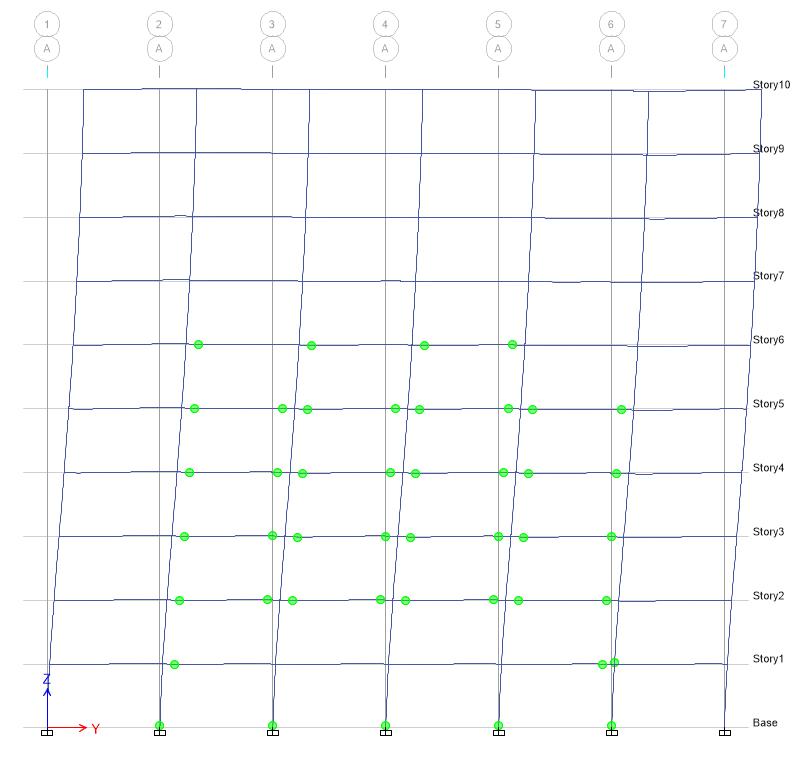 1 2 3 4 5 6 7
A A A A A A A
Story10
Story9
Story8
Story7
Story6
Story5
Story4
Story3
Story2
Story1
Z
Y
Base